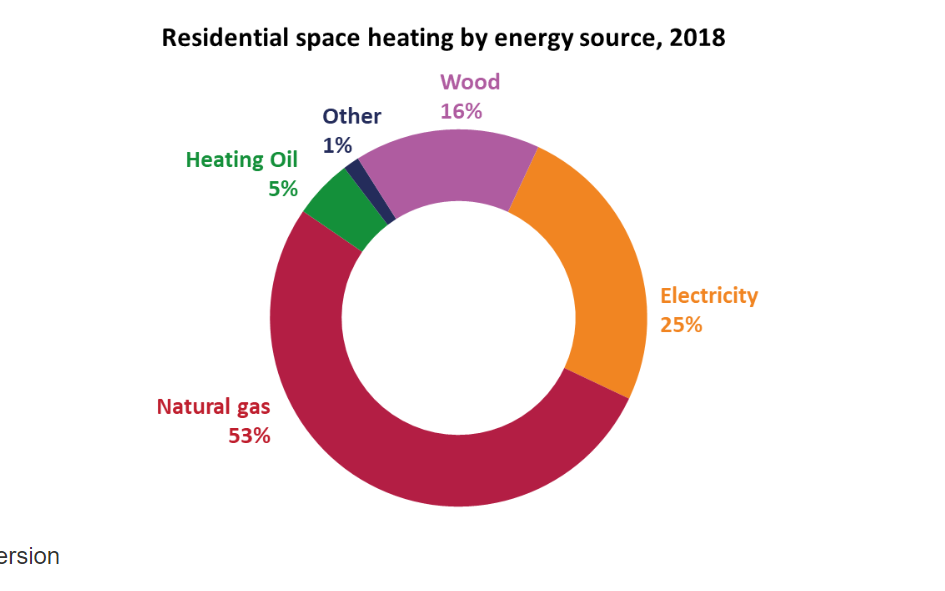 Residential space heating by energy source, 2018
Wood
16%
Other
1%
Heating Oil
5%
Electricity
25%
Natural gas
53%
ersion